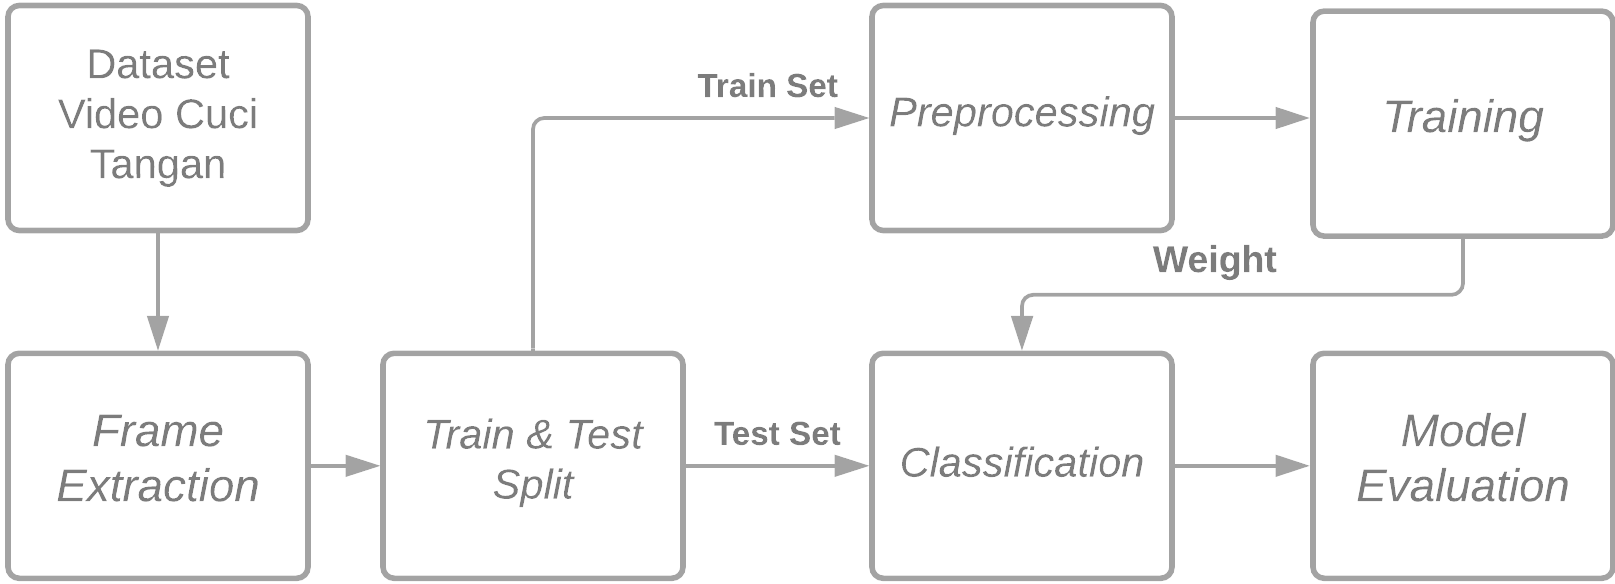 Dataset
Video Cuci
Tangan
Train Set
Preprocessing
Training
Weight
Frame
Extraction
Train & Test
Split
Test Set
Classification
Model
Evaluation